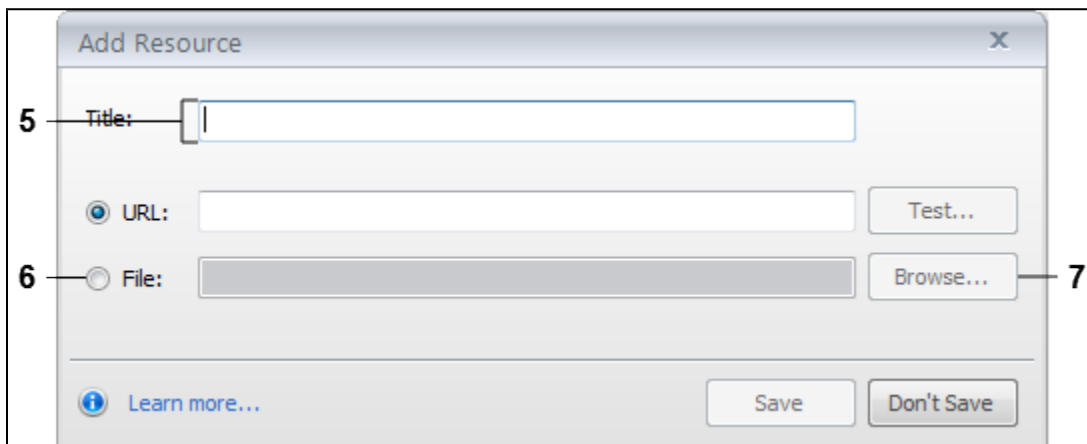 Add Resource x
5 Title:
URL: Test...
6 File: Browse... 7
Learn more... Save Don't Save